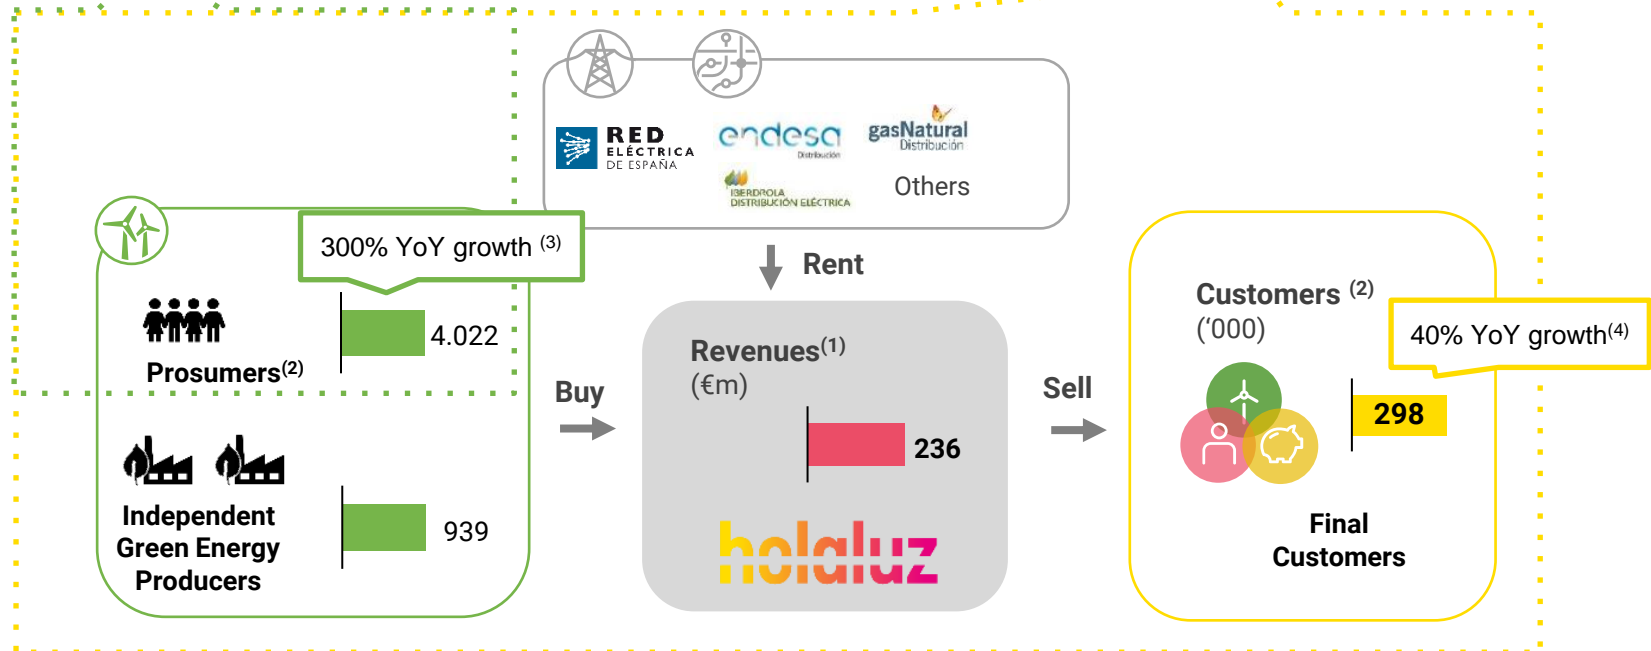 RED
ELÉCTRICA
DE ESPAÑA
endesa
Distribución
gasNatural
Distribución
IBERDROLA
DISTRIBUCIÓN ELÉCTRICA
Others
300% YoY growth (3)
4.022
Prosumers(2)
939
Independent
Green Energy
Producers
Buy
Rent
Revenues(1)
(€m)
236
holaluz
Sell
Customers (2)
(‘000)
40% YoY growth(4)
298
Final
Customers